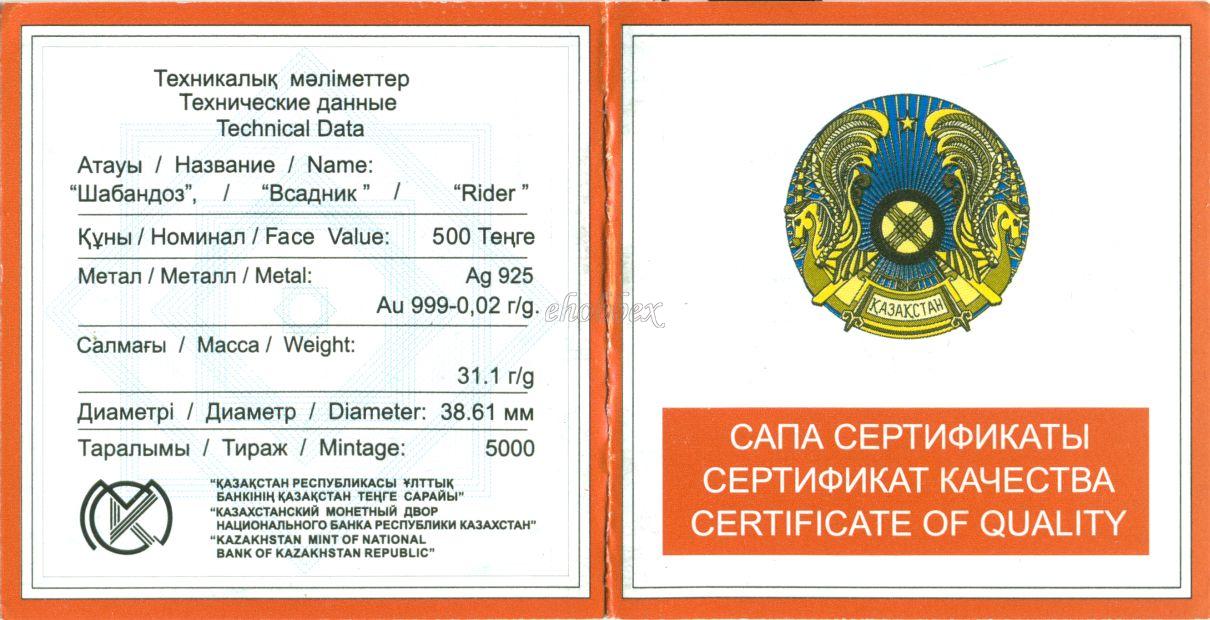 Техникалық мәліметтер
Технические данные
Technical Data
Атауы / Название / Name:
“Шабандоз”, / “Всадник ” / “Rider ”
Құны / Номинал / Face Value: 500 Теңге
Метал / Металл / Metal: Ag 925
Au 999-0,02 г/g.
Салмағы / Масса / Weight:
31.1 г/g
Диаметрі / Диаметр / Diameter: 38.61 мм
Таралымы / Тираж / Mintage: 5000
“ҚАЗАҚСТАН РЕСПУБЛИКАСЫ ҰЛТТЫҚ
БАНКІНІҢ ҚАЗАҚСТАН ТЕҢГЕ САРАЙЫ”
“КАЗАХСТАНСКИЙ МОНЕТНЫЙ ДВОР
НАЦИОНАЛЬНОГО БАНКА РЕСПУБЛИКИ КАЗАХСТАН”
“KAZAKHSTAN MINT OF NATIONAL
BANK OF KAZAKHSTAN REPUBLIC”
ҚАЗАҚСТАН
САПА СЕРТИФИКАТЫ
СЕРТИФИКАТ КАЧЕСТВА
CERTIFICATE OF QUALITY